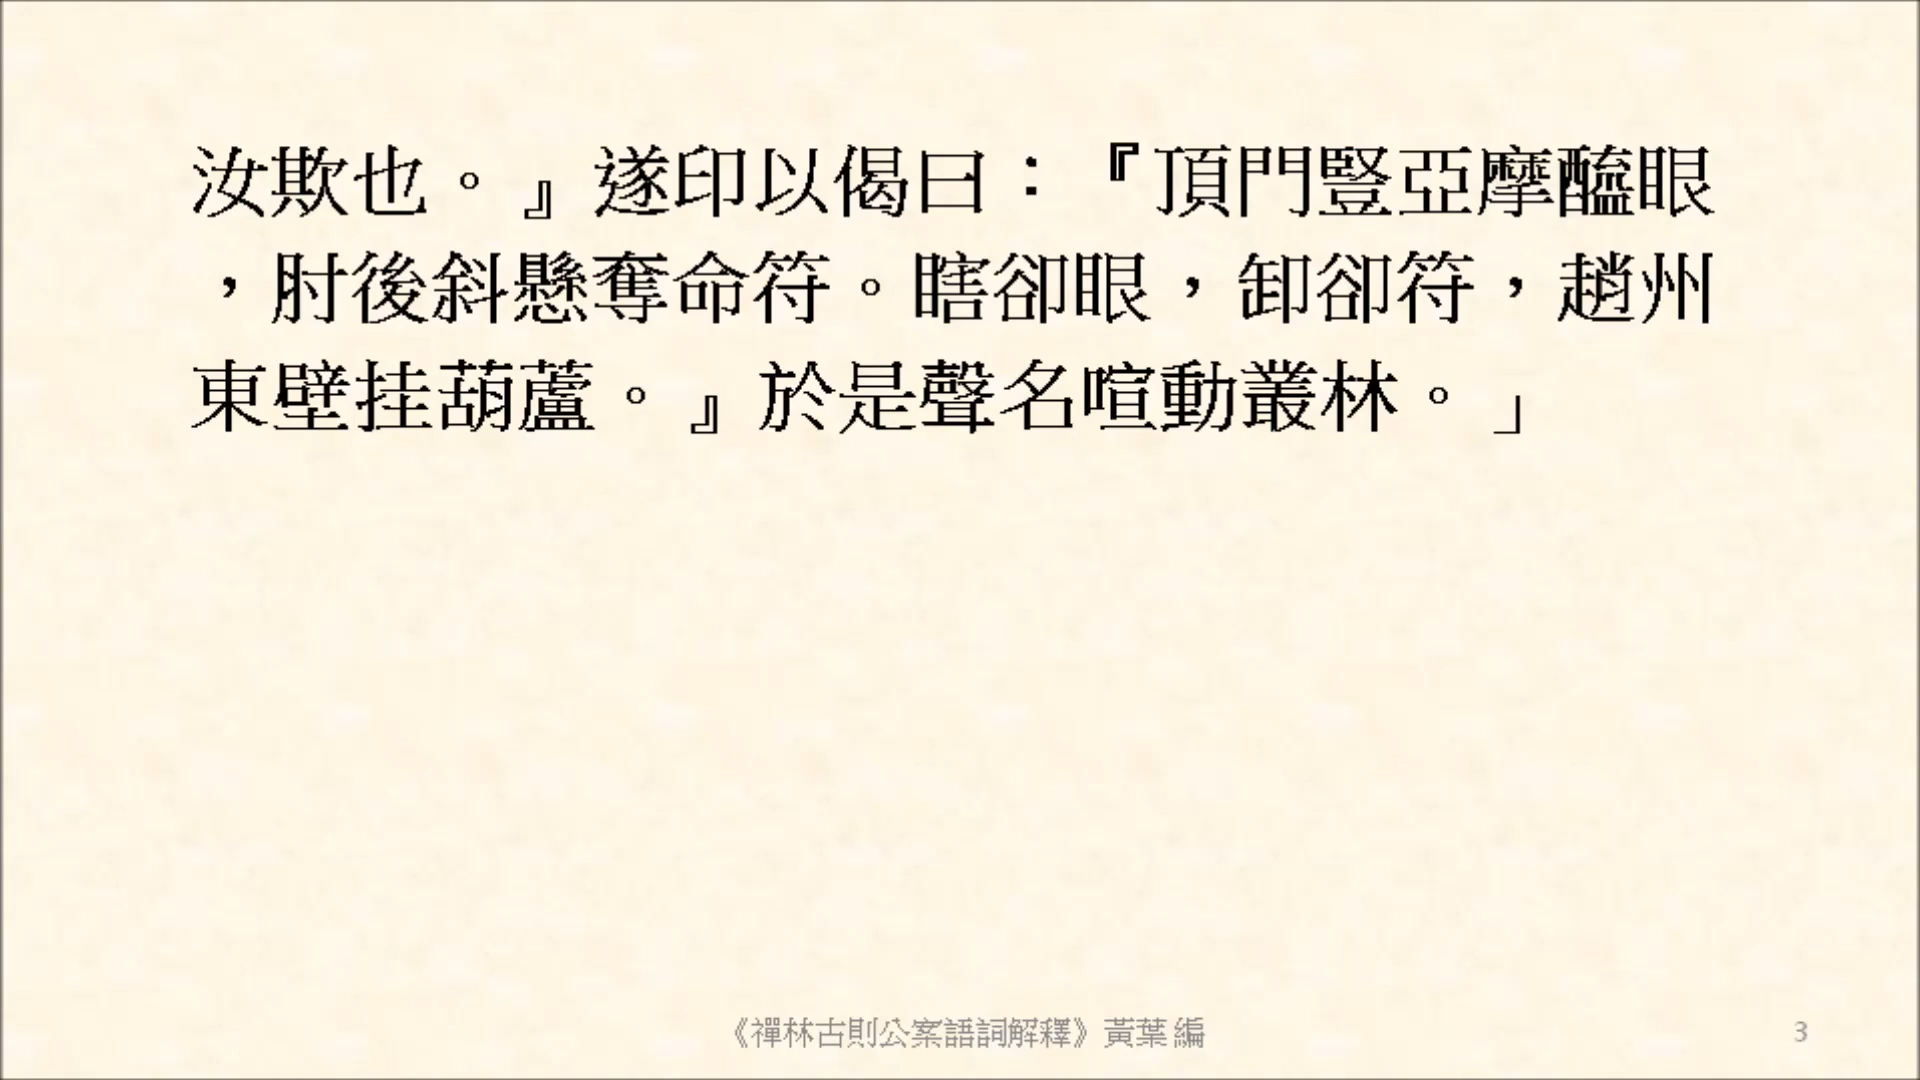 汝欺也。』遂印以偈曰：『頂門豎亞摩醯眼
，肘後斜懸奪命符。瞎卻眼，卸卻符，趙州
東壁挂葫蘆。』於是聲名喧動叢林。」
《禪林古則公案語詞解釋》黃葉 編
3